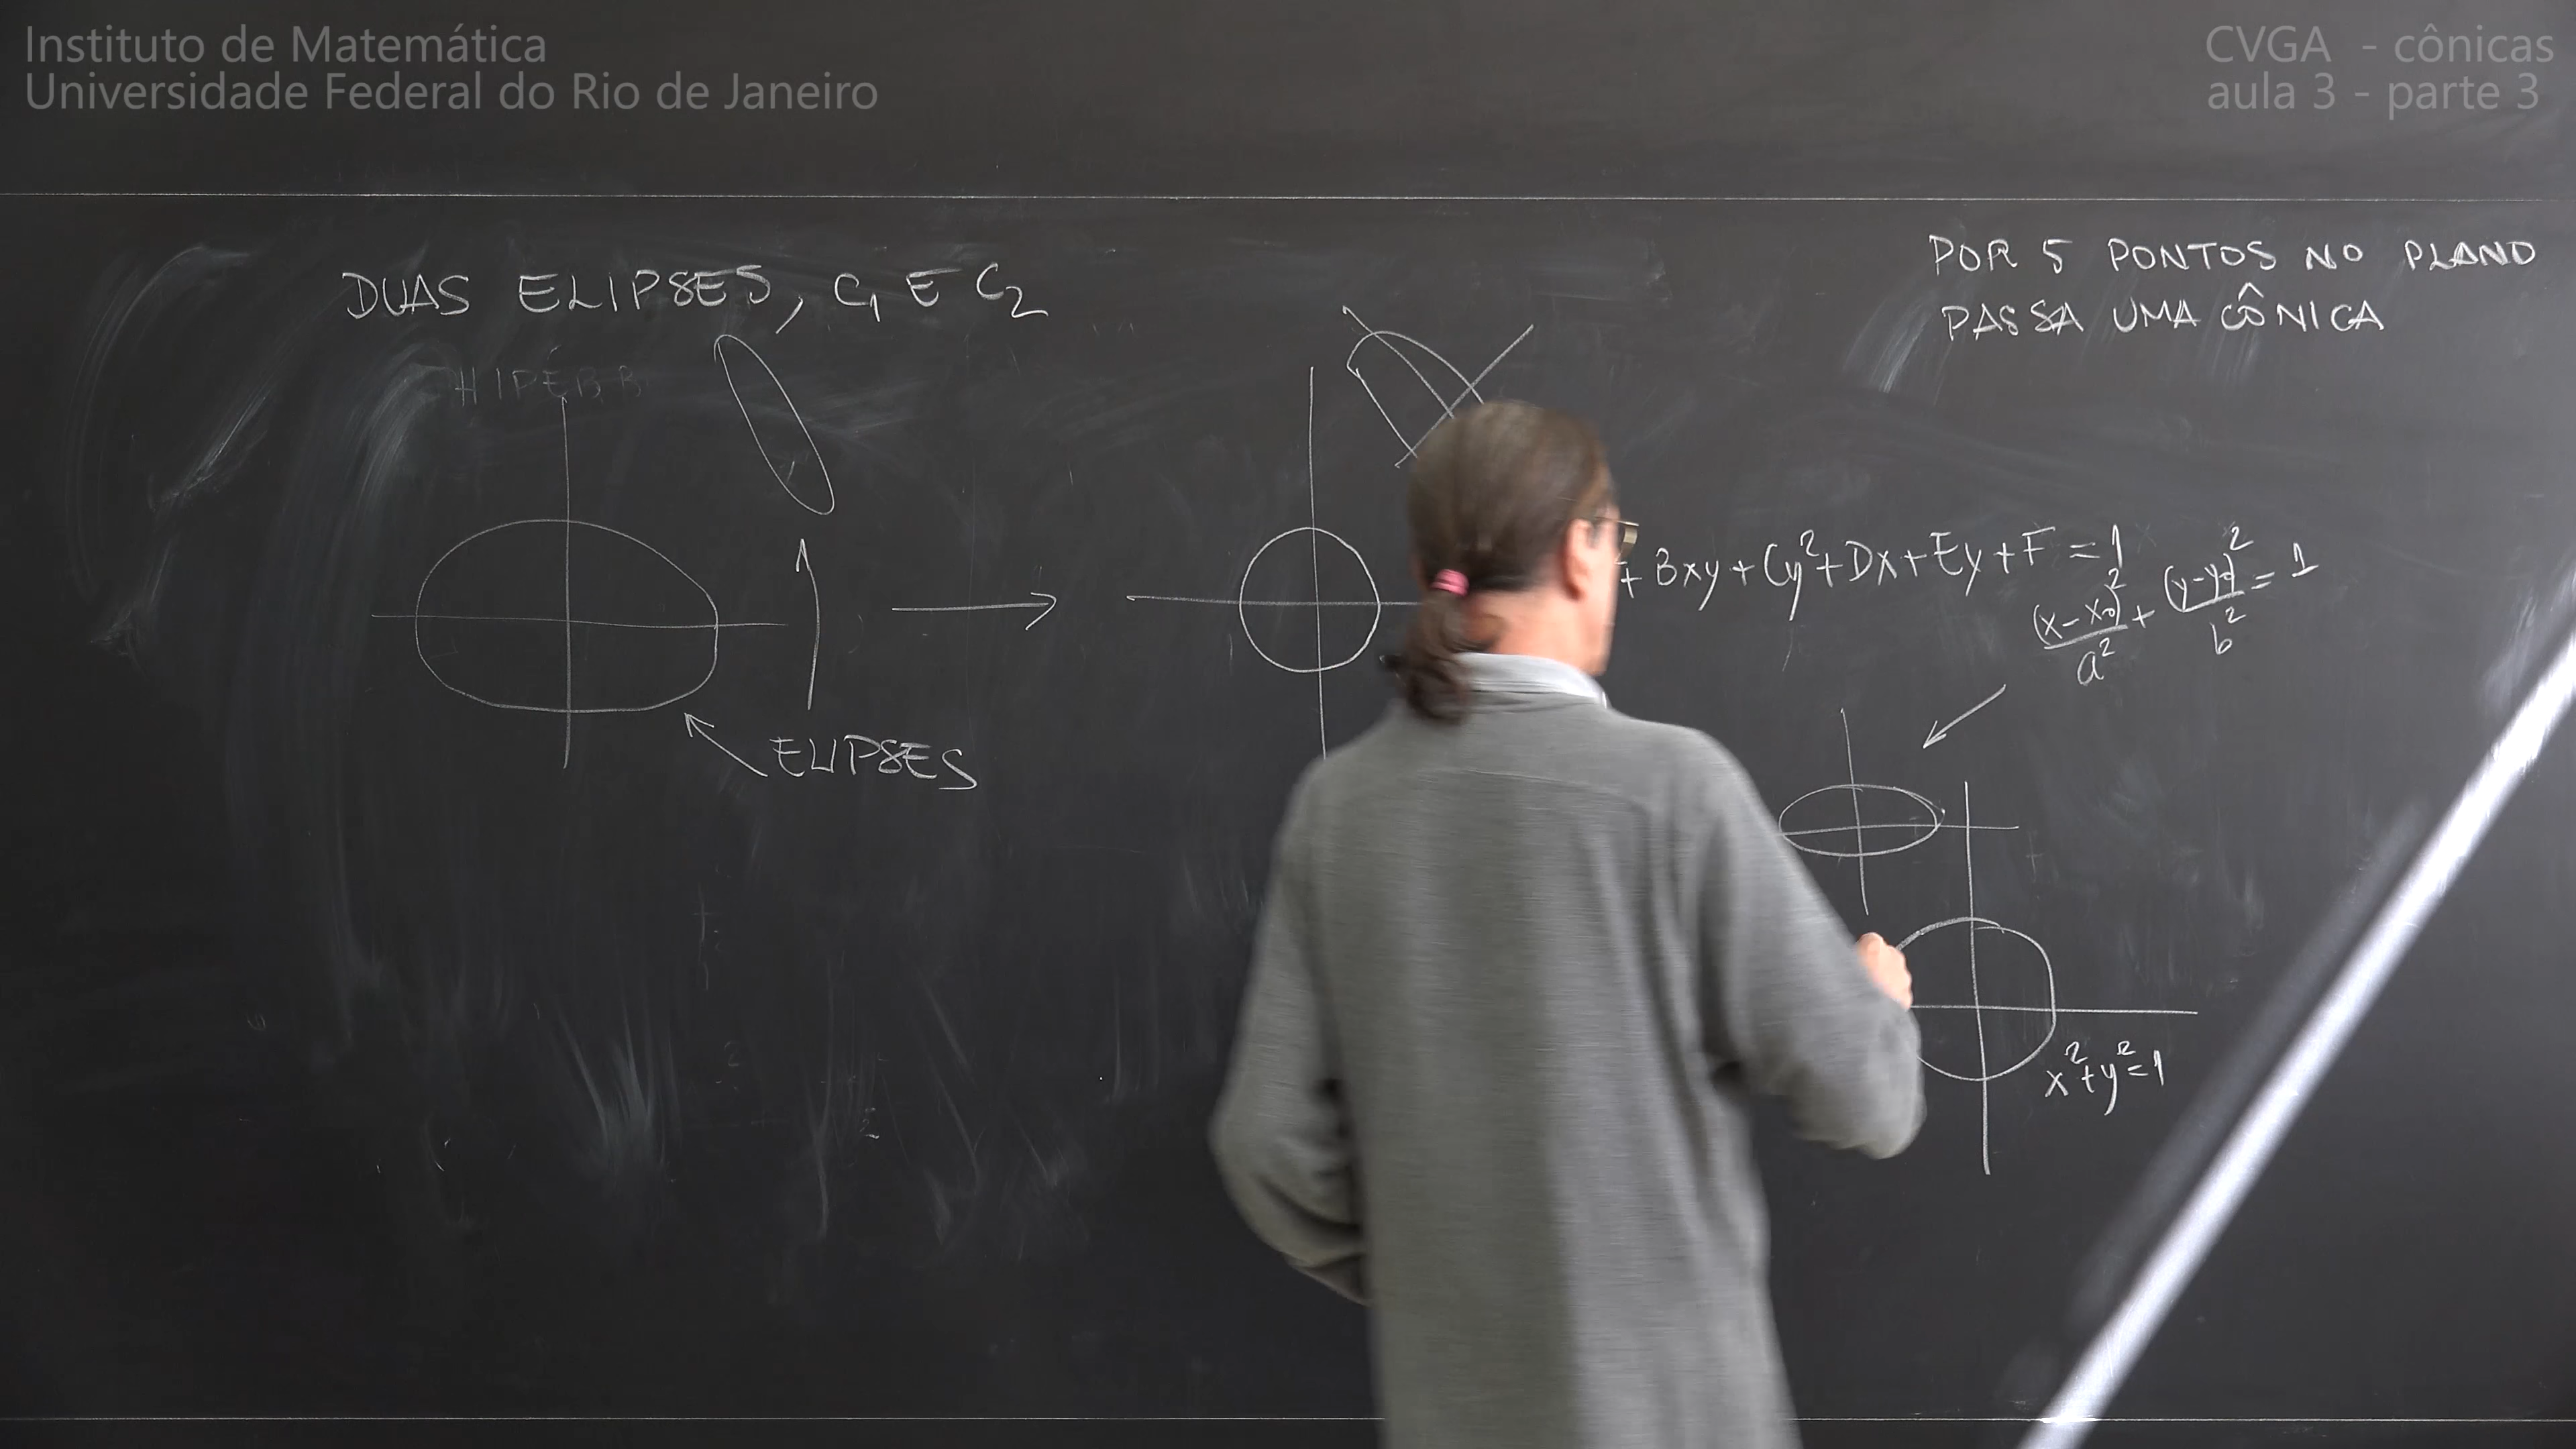 Instituto de Matemática
Universidade Federal do Rio de Janeiro
CVGA - cônicas
aula 3 - parte 3
DUAS ELIPSES, C₁ E C₂
HIPÉRB
ELIPSES
POR 5 PONTOS NO PLANO
PASSA UMA CÔNICA
+ Bxy + Cy² + Dx + Ey + F = 1
(x-x₀)²/a² + (y-y₀)²/b² = 1
x²+y²=1